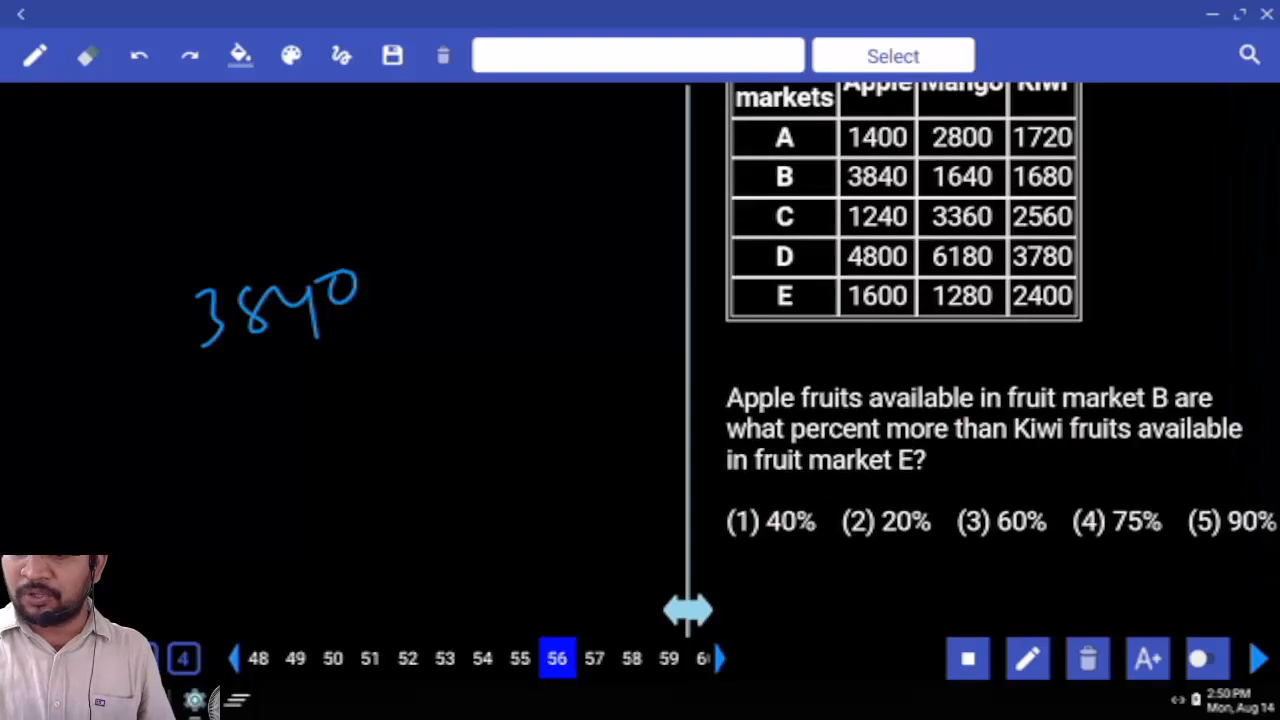 Select
markets Apple Mango Kiwi
A 1400 2800 1720
B 3840 1640 1680
C 1240 3360 2560
D 4800 6180 3780
E 1600 1280 2400
3840
Apple fruits available in fruit market B are
what percent more than Kiwi fruits available
in fruit market E?
(1) 40% (2) 20% (3) 60% (4) 75% (5) 90%
4 48 49 50 51 52 53 54 55 56 57 58 59 6
A+
2:50 PM
Mon, Aug 14